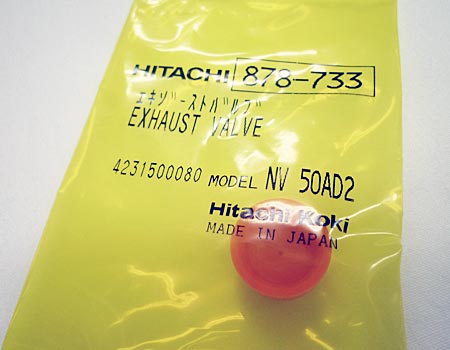 HITACHI 878-733
ｴｷｿﾞｰｽﾄﾊﾞﾙﾌﾞ
EXHAUST VALVE
4231500080 MODEL NV 50AD2
Hitachi Koki
MADE IN JAPAN